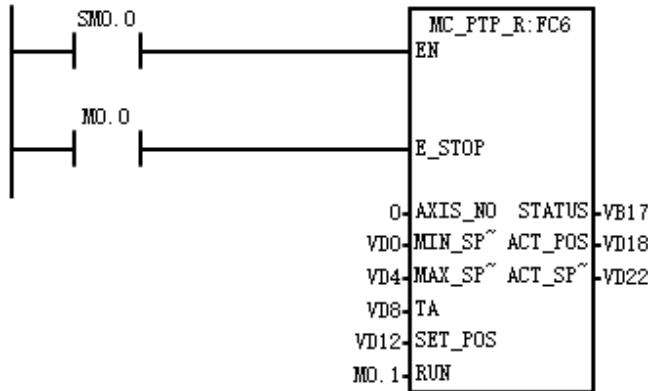 SM0.0
MC_PTP_R:FC6
EN
M0.0
E_STOP
0 AXIS_NO STATUS VB17
VD0 MIN_SP~ ACT_POS VD18
VD4 MAX_SP~ ACT_SP~ VD22
VD8 TA
VD12 SET_POS
M0.1 RUN